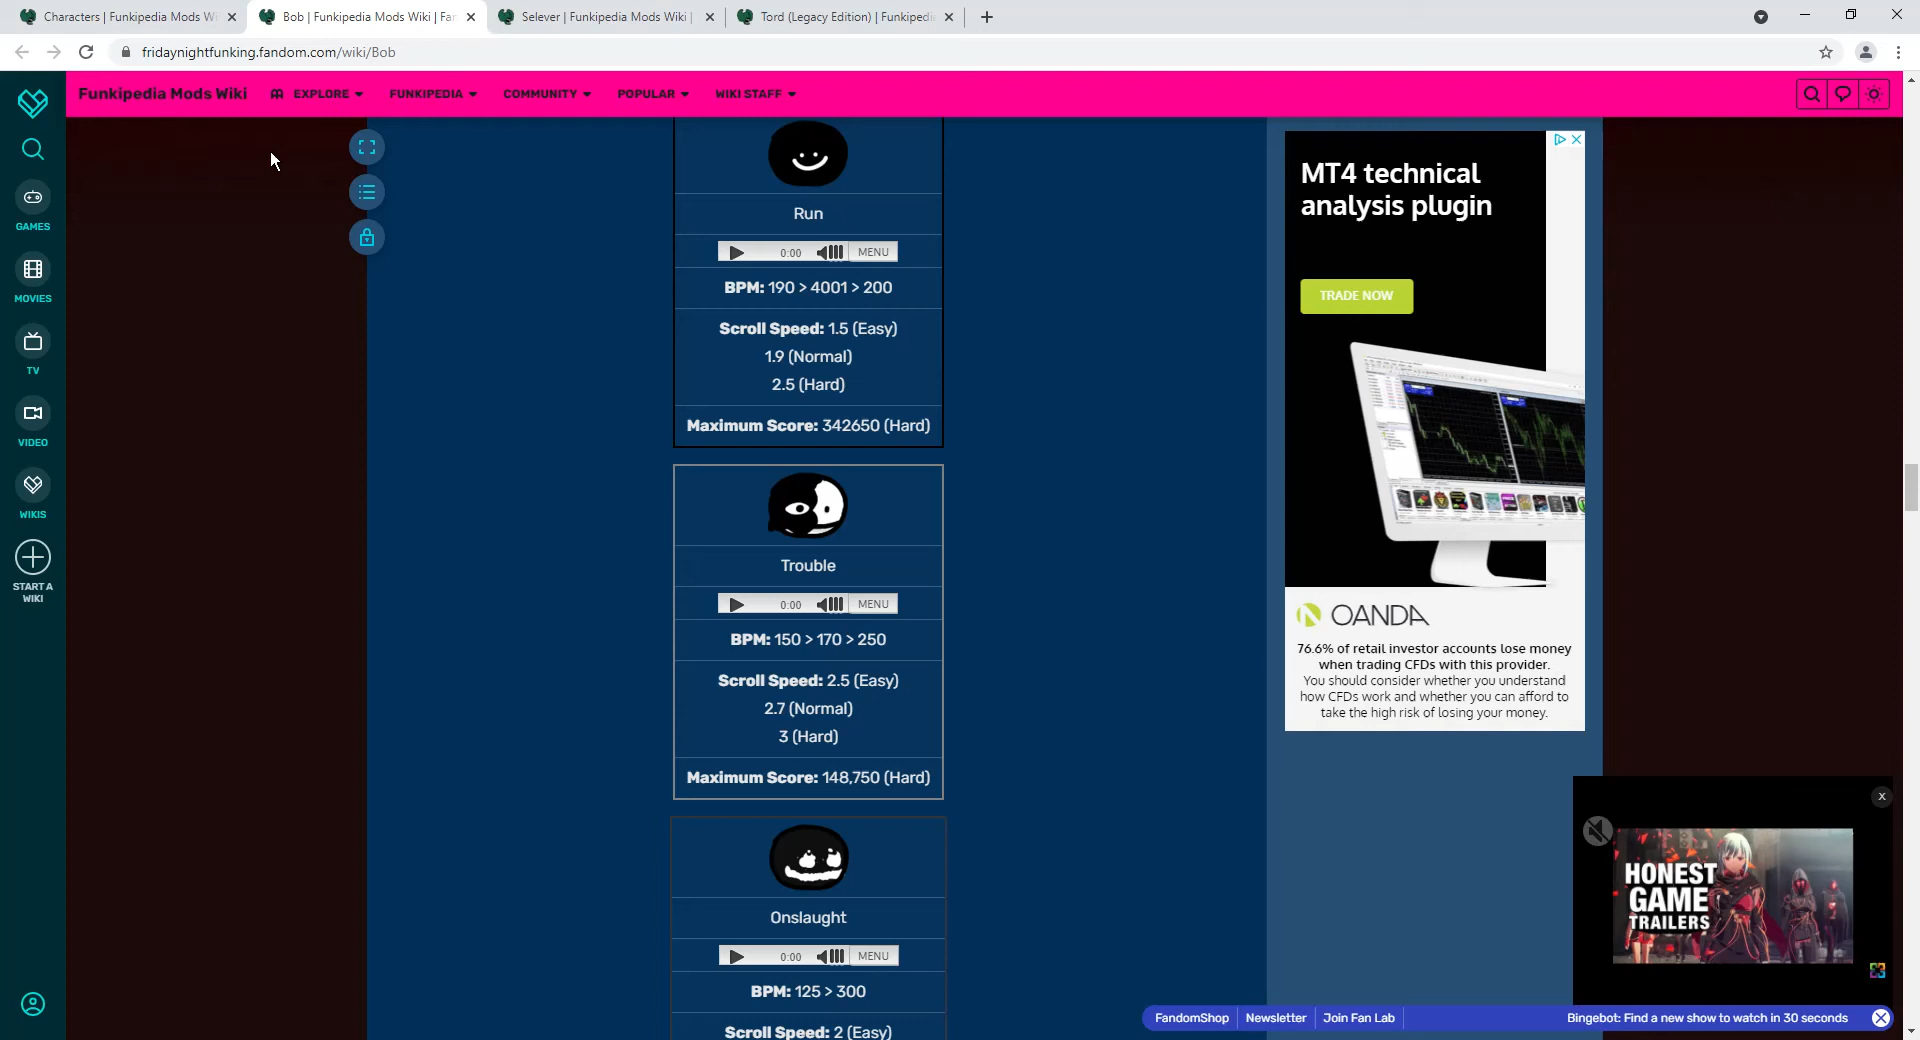 Characters | Funkipedia Mods Wi
Bob | Funkipedia Mods Wiki | Fan
Selever | Funkipedia Mods Wiki |
Tord (Legacy Edition) | Funkipedia
fridaynightfunking.fandom.com/wiki/Bob
Funkipedia Mods Wiki
EXPLORE
FUNKIPEDIA
COMMUNITY
POPULAR
WIKI STAFF
GAMES
MOVIES
TV
VIDEO
WIKIS
START A
WIKI
Run
0:00 MENU
BPM: 190 > 4001 > 200
Scroll Speed: 1.5 (Easy)
1.9 (Normal)
2.5 (Hard)
Maximum Score: 342650 (Hard)
Trouble
0:00 MENU
BPM: 150 > 170 > 250
Scroll Speed: 2.5 (Easy)
2.7 (Normal)
3 (Hard)
Maximum Score: 148,750 (Hard)
Onslaught
0:00 MENU
BPM: 125 > 300
Scroll Speed: 2 (Easy)
MT4 technical
analysis plugin
TRADE NOW
OANDA
76.6% of retail investor accounts lose money
when trading CFDs with this provider.
You should consider whether you understand
how CFDs work and whether you can afford to
take the high risk of losing your money.
x
HONEST
GAME
TRAILERS
FandomShop
Newsletter
Join Fan Lab
Bingebot: Find a new show to watch in 30 seconds